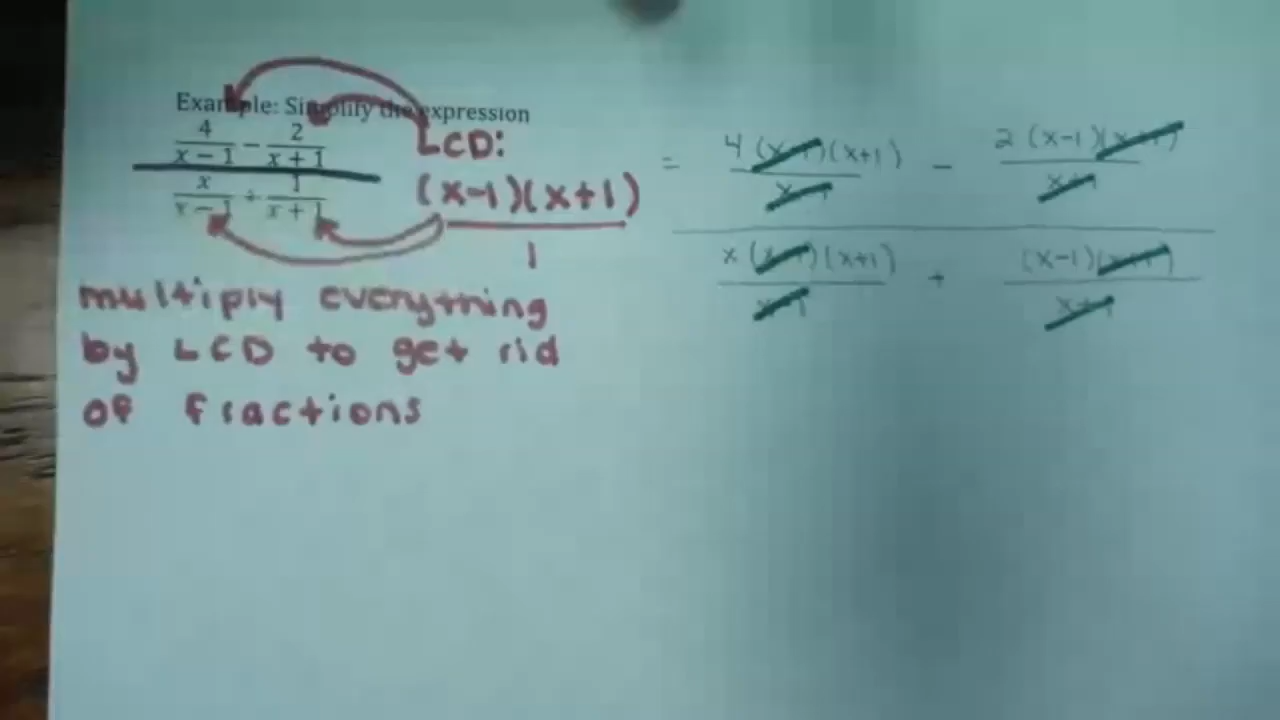 Example: Simplify the expression
4/(x − 1) − 2/(x + 1)
x/(x − 1) + 1/(x + 1)
LCD:
(x-1)(x+1)
1
multiply everything
by LCD to get rid
of fractions
= 4(x-1)(x+1)/(x-1) - 2(x-1)(x+1)/(x+1)
x(x-1)(x+1)/(x-1) + (x-1)(x+1)/(x+1)